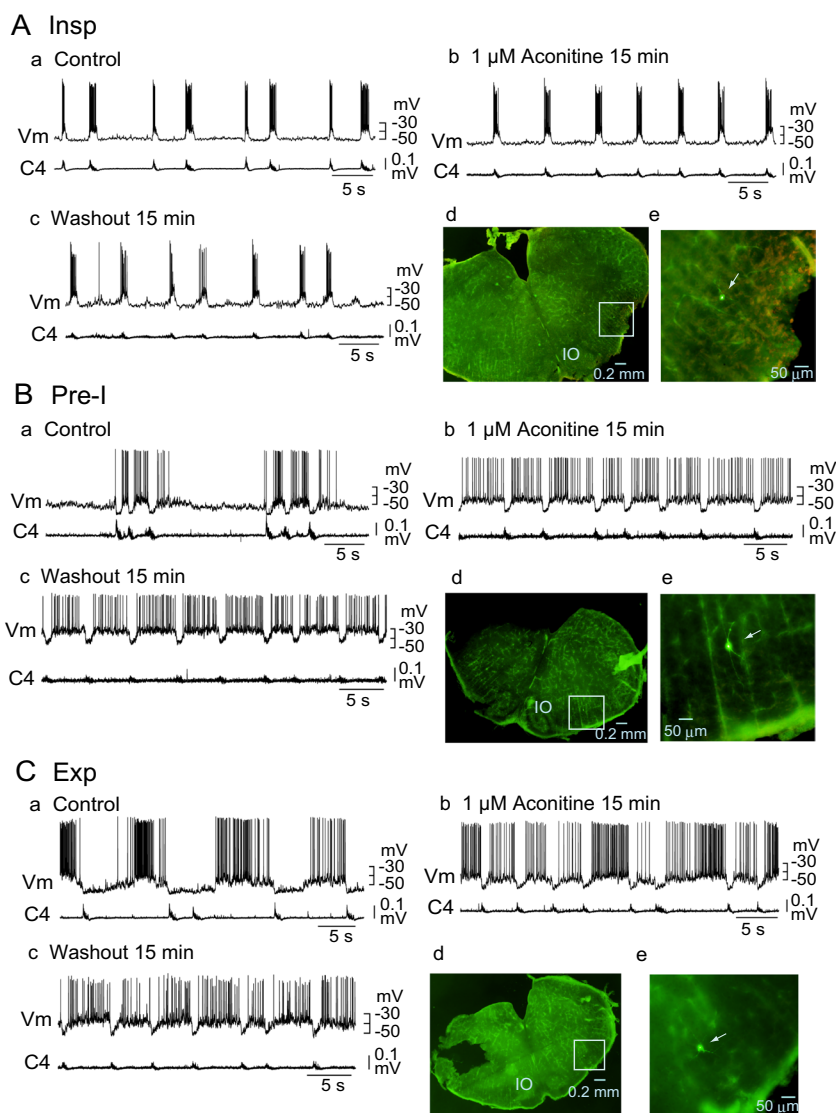 A Insp
a Control
mV
-30
-50
Vm
C4
0.1
mV
5 s
b 1 µM Aconitine 15 min
mV
-30
-50
Vm
C4
0.1
mV
5 s
c Washout 15 min
mV
-30
-50
Vm
C4
0.1
mV
5 s
d
IO
0.2 mm
e
50 µm
B Pre-I
a Control
mV
-30
-50
Vm
C4
0.1
mV
5 s
b 1 µM Aconitine 15 min
mV
-30
-50
Vm
C4
0.1
mV
5 s
c Washout 15 min
mV
-30
-50
Vm
C4
0.1
mV
5 s
d
IO
0.2 mm
e
50 µm
C Exp
a Control
mV
-30
-50
Vm
C4
0.1
mV
5 s
b 1 µM Aconitine 15 min
mV
-30
-50
Vm
C4
0.1
mV
5 s
c Washout 15 min
mV
-30
-50
Vm
C4
0.1
mV
5 s
d
IO
0.2 mm
e
50 µm